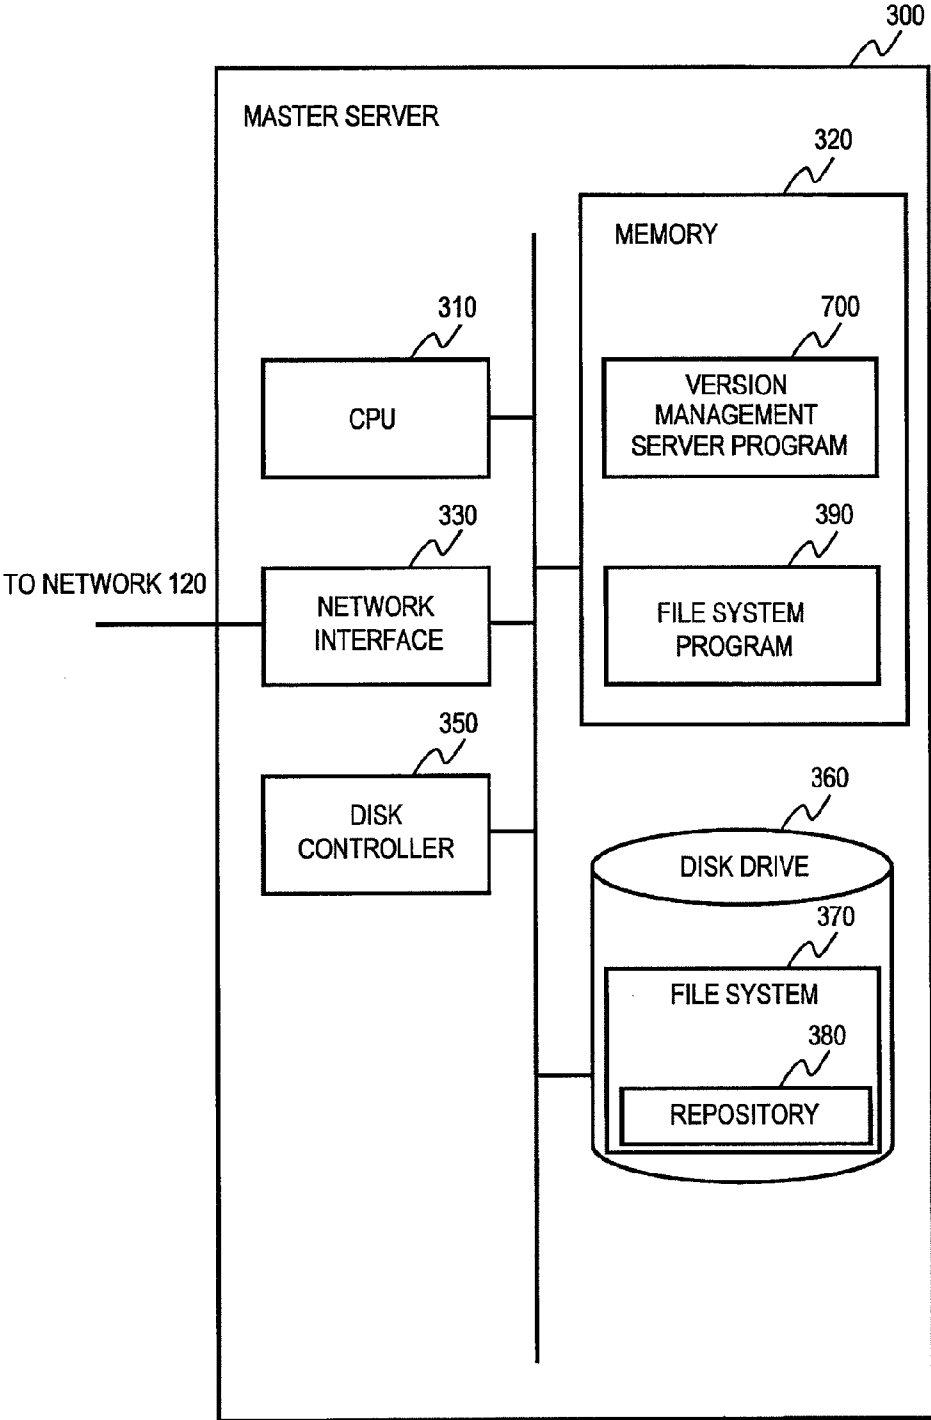 300
MASTER SERVER
320
MEMORY
310
700
CPU
VERSION
MANAGEMENT
SERVER PROGRAM
330
390
TO NETWORK 120
NETWORK
INTERFACE
FILE SYSTEM
PROGRAM
350
DISK
CONTROLLER
360
DISK DRIVE
370
FILE SYSTEM
380
REPOSITORY